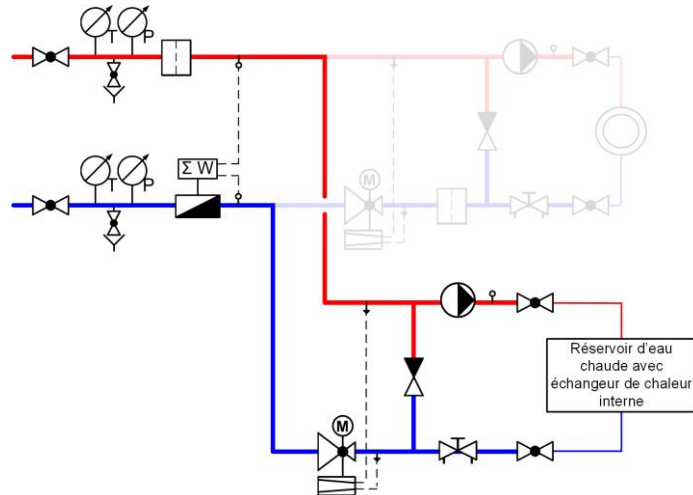 T
P
M
T
P
Σ W
M
Réservoir d'eau
chaude avec
échangeur de chaleur
interne